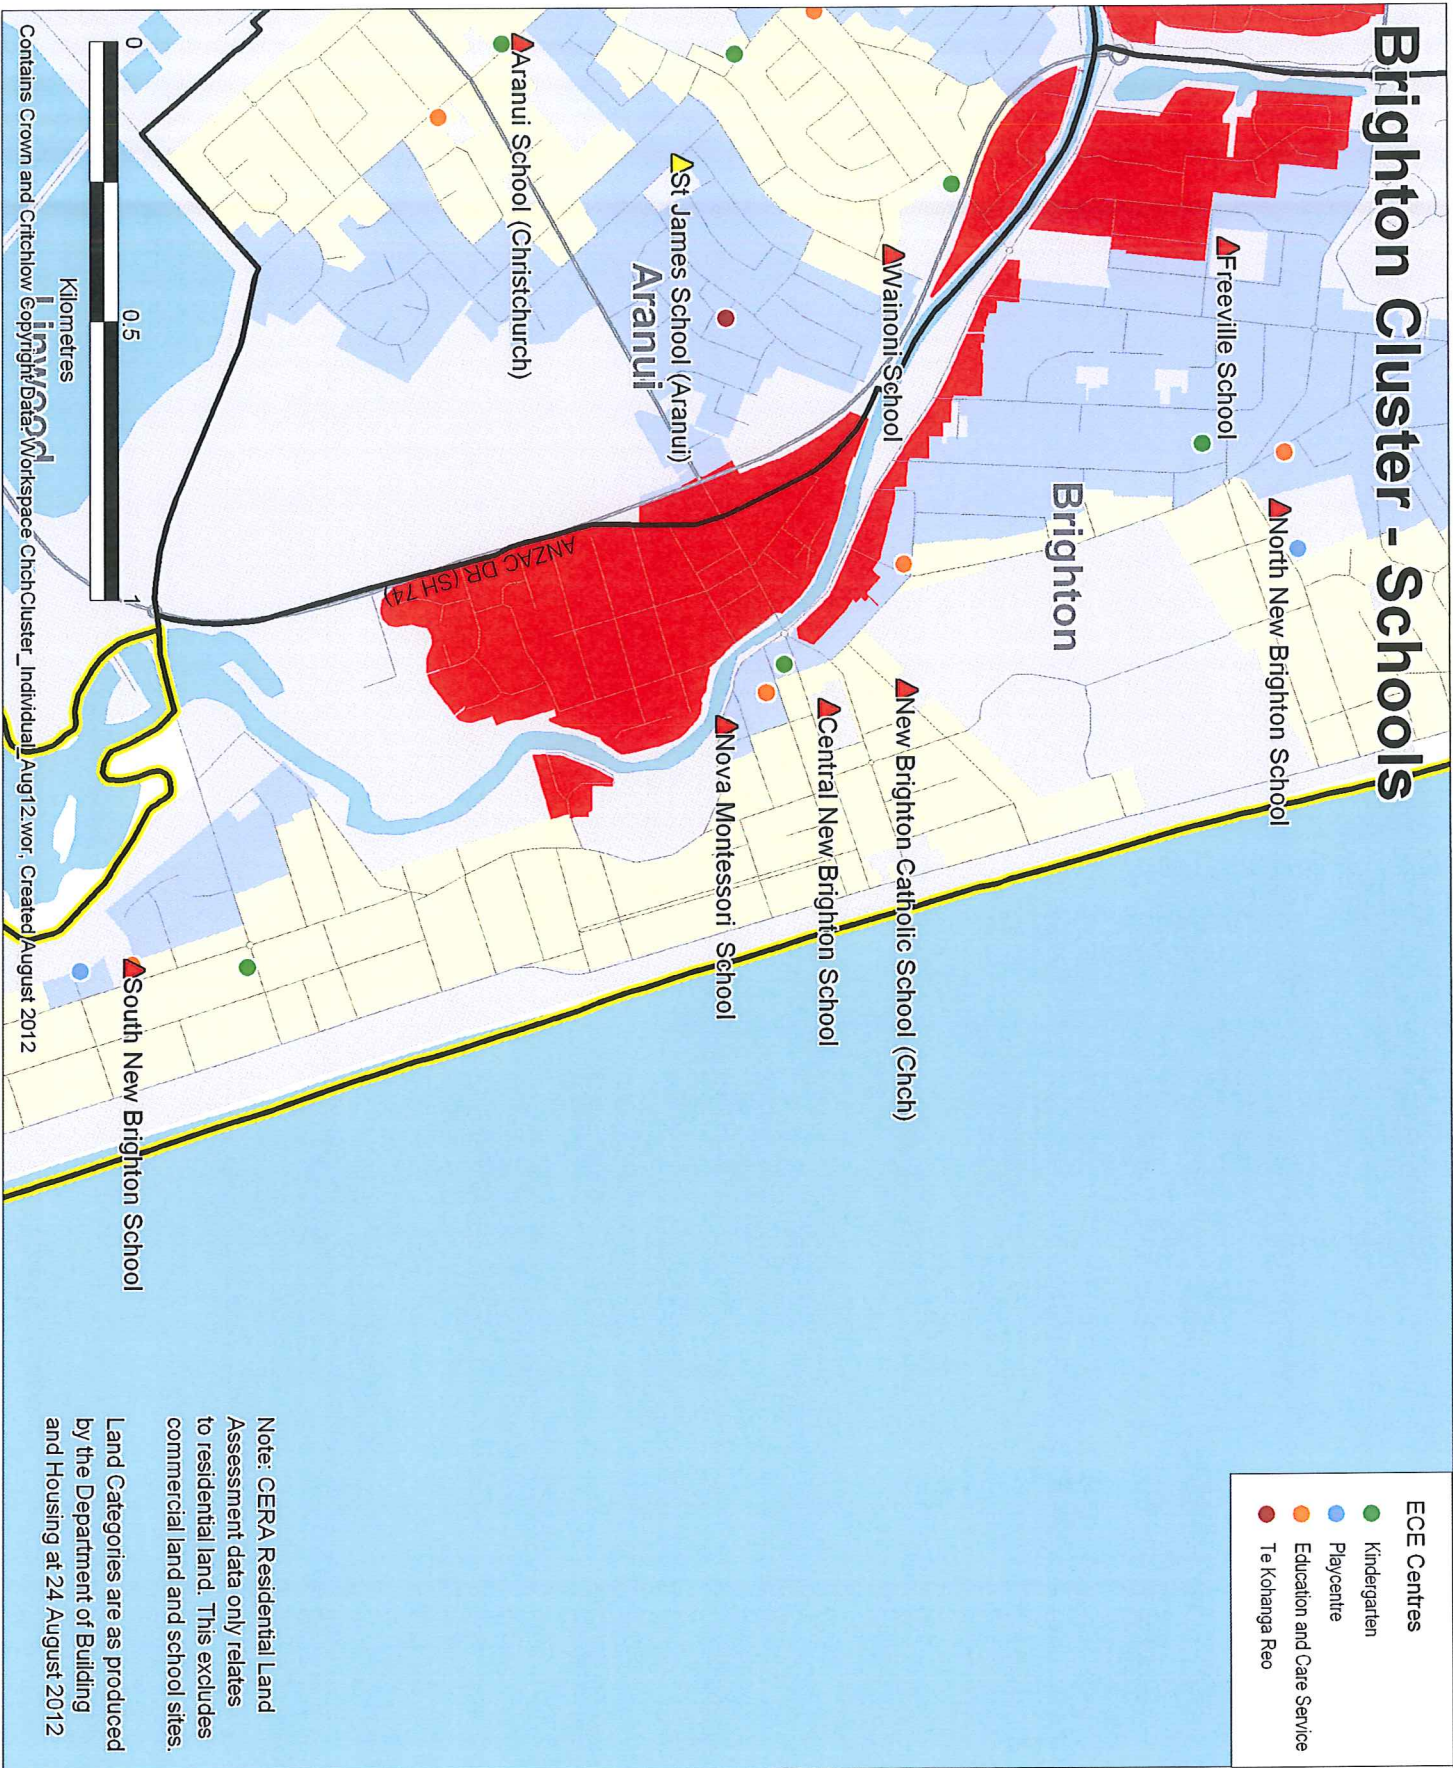 Brighton Cluster - Schools
ECE Centres
Kindergarten
Playcentre
Education and Care Service
Te Kohanga Reo
North New Brighton School
Freeville School
Brighton
New Brighton Catholic School (Chch)
Wainoni School
Central New Brighton School
Nova Montessori School
St James School (Aranui)
Aranui
ANZAC DR (SH 74)
Aranui School (Christchurch)
South New Brighton School
Note: CERA Residential Land
Assessment data only relates
to residential land. This excludes
commercial land and school sites.
Land Categories are as produced
by the Department of Building
and Housing at 24 August 2012
0 0.5 1
Kilometres
Linwood
Contains Crown and Critchlow Copyright Data. Workspace ChchCluster_Individual_Aug12.wor, Created August 2012